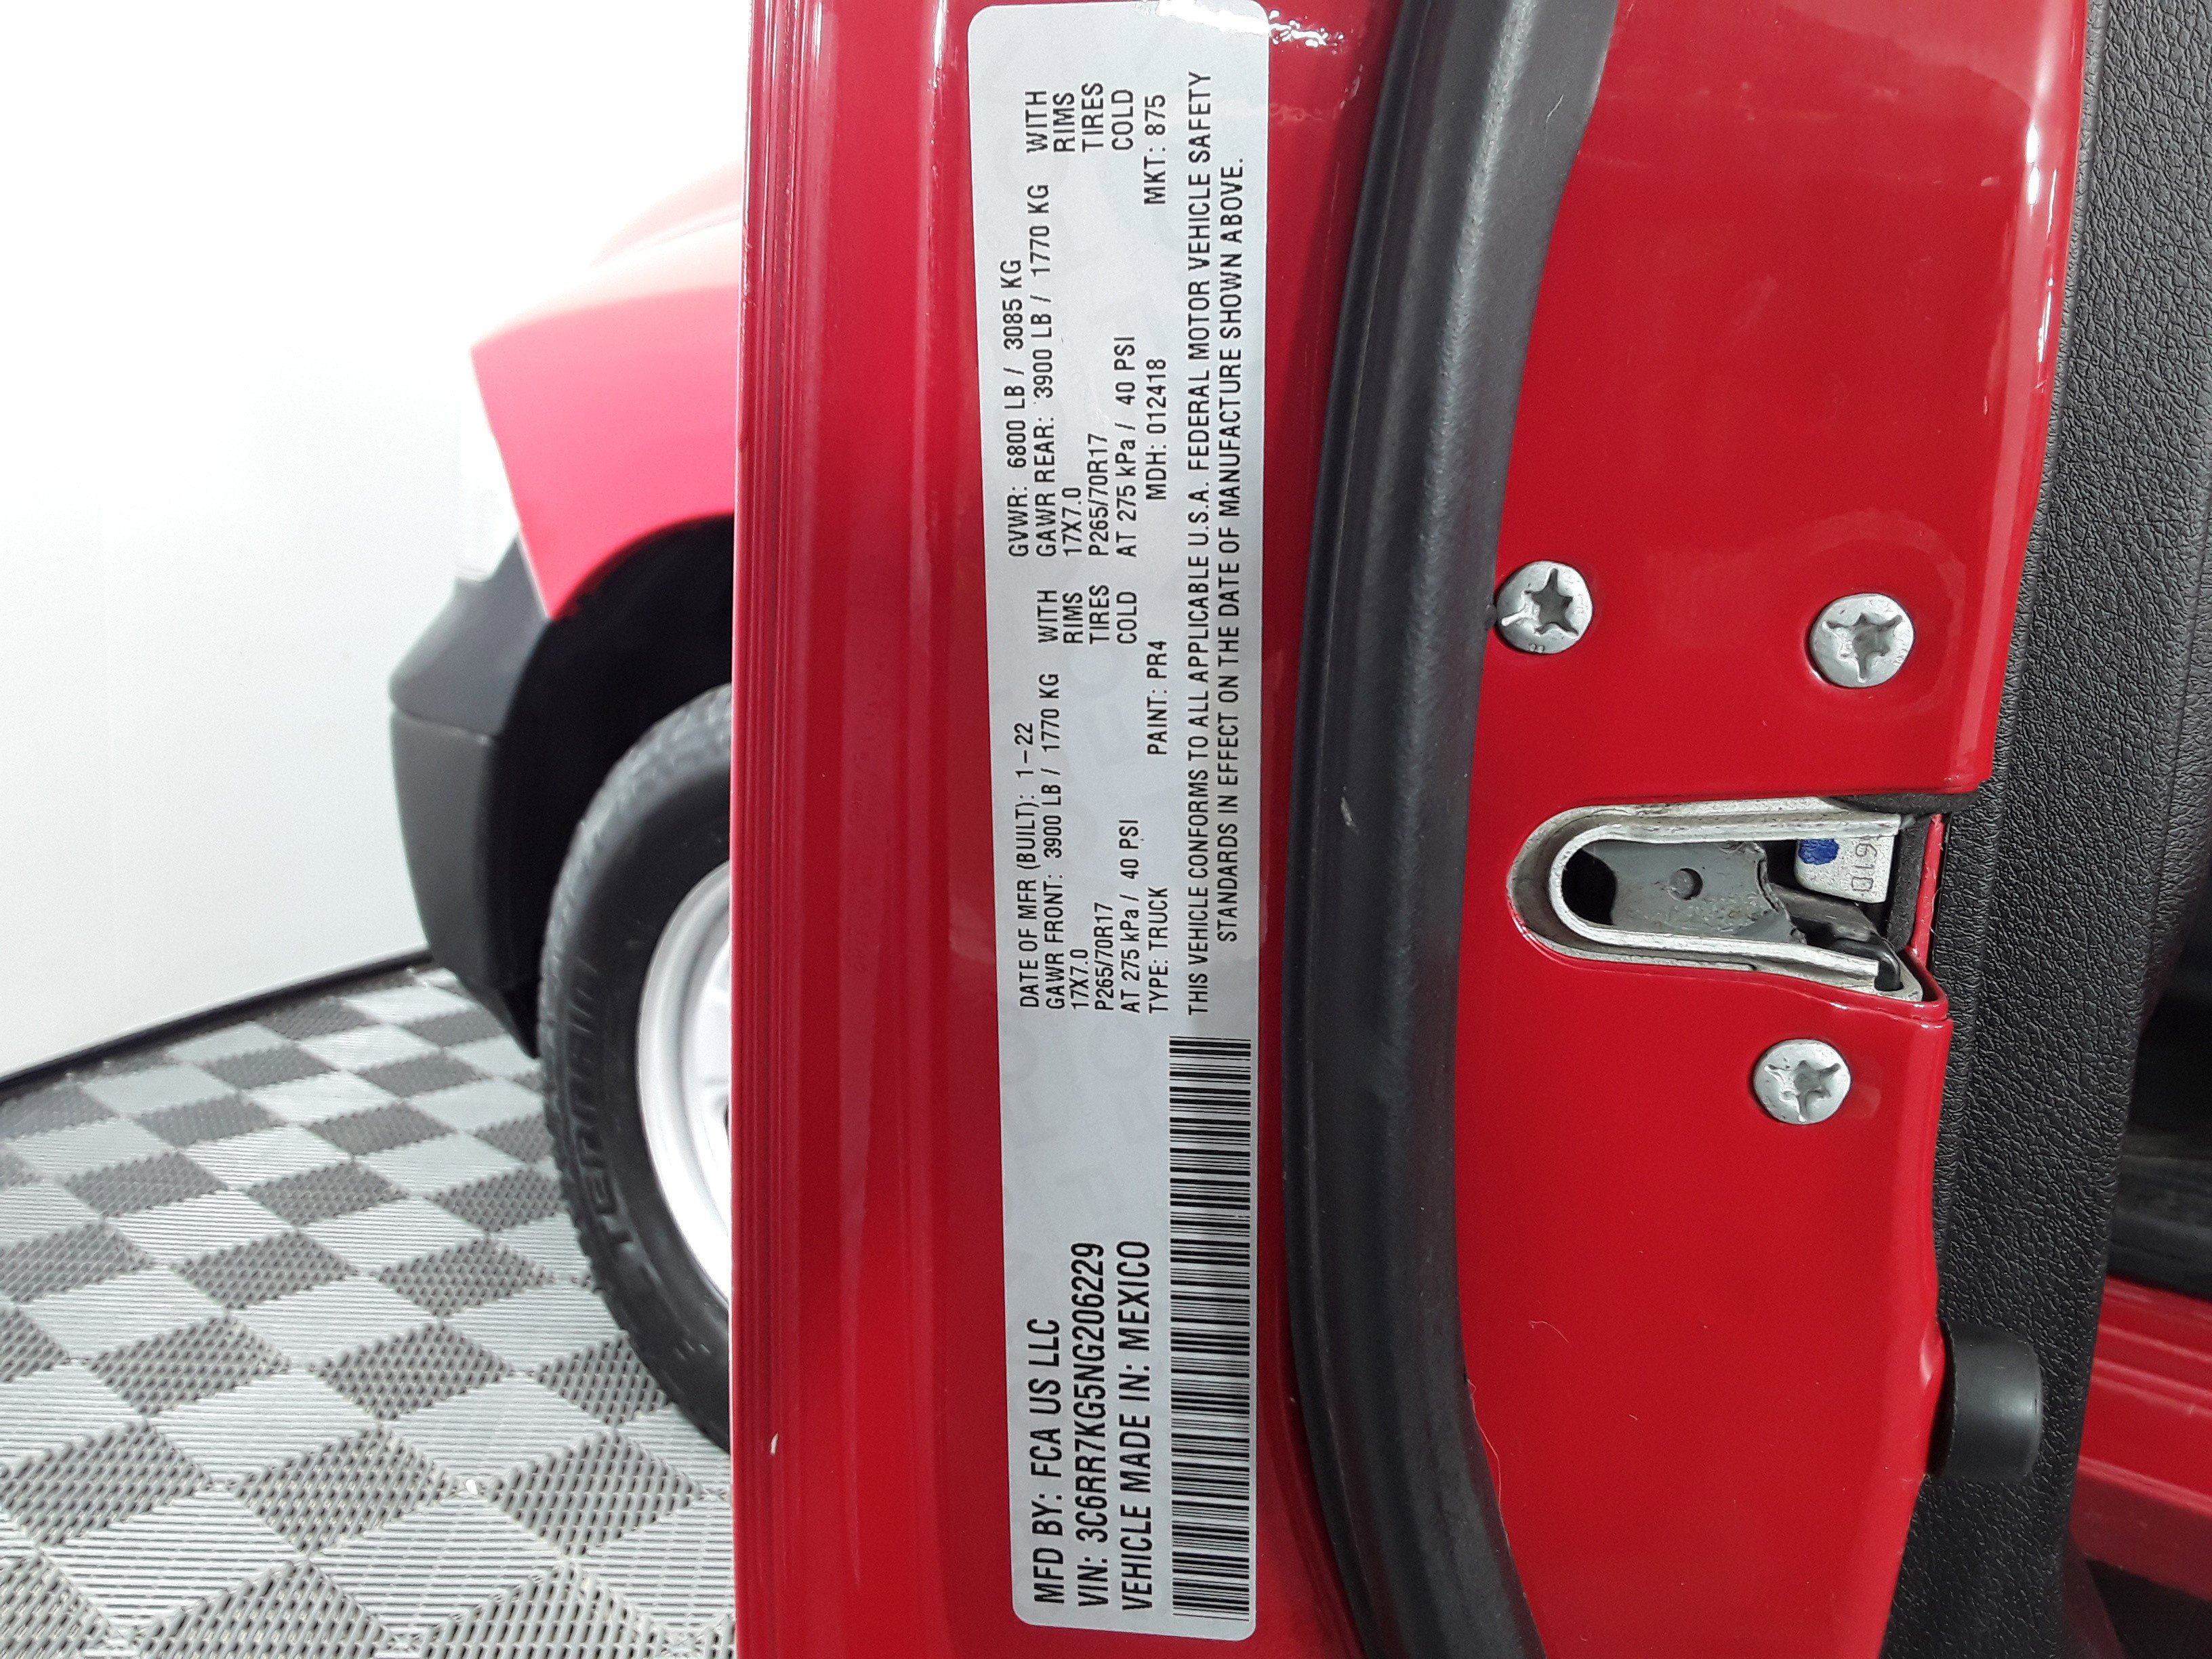 MFD BY: FCA US LLC
VIN: 3C6RR7KG5NG206229
VEHICLE MADE IN: MEXICO
DATE OF MFR (BUILT): 1-22 GVWR: 6800 LB / 3085 KG
GAWR FRONT: 3900 LB / 1770 KG WITH GAWR REAR: 3900 LB / 1770 KG WITH
17X7.0 RIMS 17X7.0 RIMS
P265/70R17 TIRES P265/70R17 TIRES
AT 275 kPa / 40 PSI COLD AT 275 kPa / 40 PSI COLD
TYPE: TRUCK PAINT: PR4 MDH: 012418 MKT: 875
THIS VEHICLE CONFORMS TO ALL APPLICABLE U.S.A. FEDERAL MOTOR VEHICLE SAFETY
STANDARDS IN EFFECT ON THE DATE OF MANUFACTURE SHOWN ABOVE.